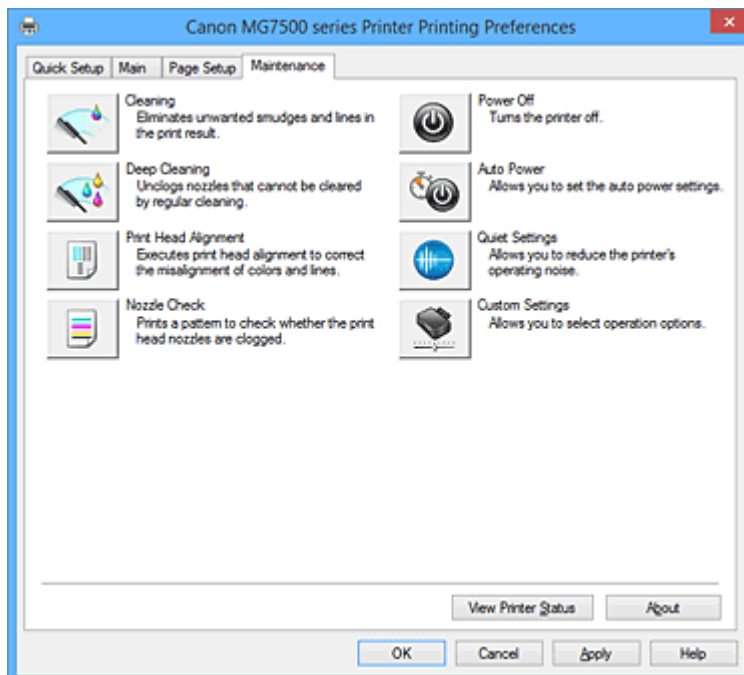 Canon MG7500 series Printer Printing Preferences
Quick Setup
Main
Page Setup
Maintenance
Cleaning
Eliminates unwanted smudges and lines in
the print result.
Deep Cleaning
Unclogs nozzles that cannot be cleared
by regular cleaning.
Print Head Alignment
Executes print head alignment to correct
the misalignment of colors and lines.
Nozzle Check
Prints a pattern to check whether the print
head nozzles are clogged.
Power Off
Turns the printer off.
Auto Power
Allows you to set the auto power settings.
Quiet Settings
Allows you to reduce the printer's
operating noise.
Custom Settings
Allows you to select operation options.
View Printer Status
About
OK
Cancel
Apply
Help